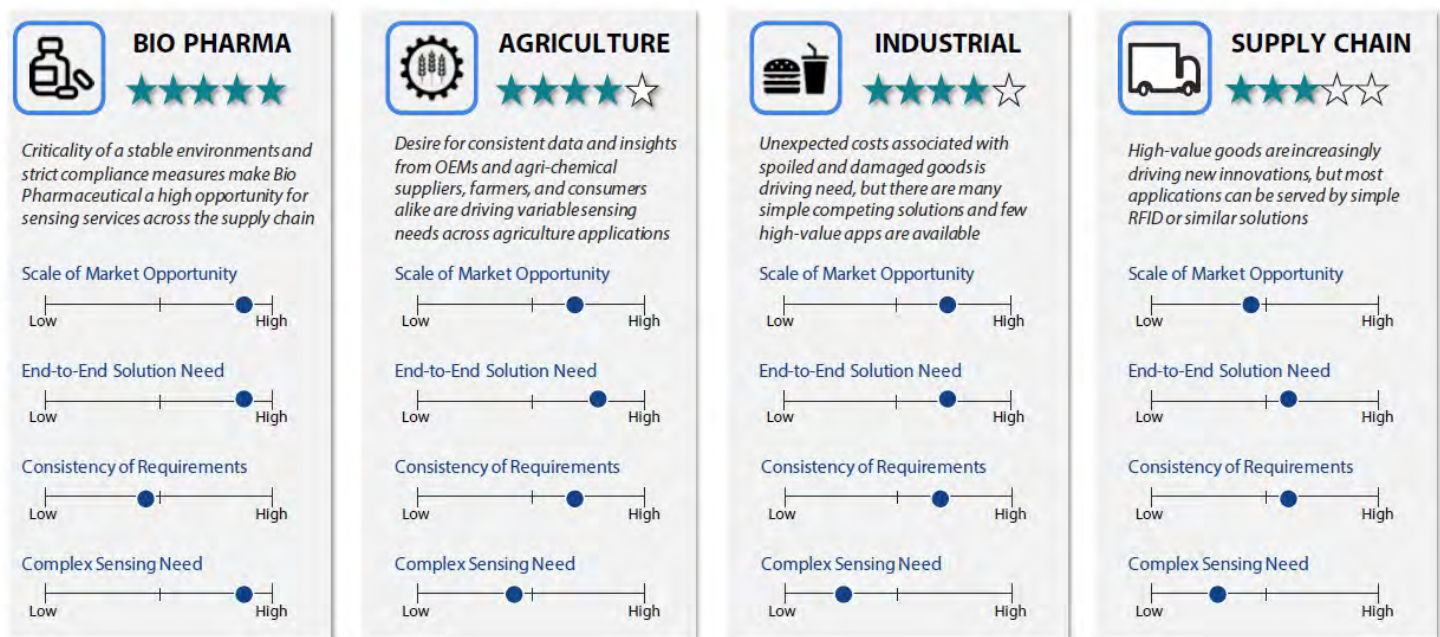 BIO PHARMA
Criticality of a stable environments and
strict compliance measures make Bio
Pharmaceutical a high opportunity for
sensing services across the supply chain
Scale of Market Opportunity
Low High
End-to-End Solution Need
Low High
Consistency of Requirements
Low High
Complex Sensing Need
Low High
AGRICULTURE
Desire for consistent data and insights
from OEMs and agri-chemical
suppliers, farmers, and consumers
alike are driving variable sensing
needs across agriculture applications
Scale of Market Opportunity
Low High
End-to-End Solution Need
Low High
Consistency of Requirements
Low High
Complex Sensing Need
Low High
INDUSTRIAL
Unexpected costs associated with
spoiled and damaged goods is
driving need, but there are many
simple competing solutions and few
high-value apps are available
Scale of Market Opportunity
Low High
End-to-End Solution Need
Low High
Consistency of Requirements
Low High
Complex Sensing Need
Low High
SUPPLY CHAIN
High-value goods are increasingly
driving new innovations, but most
applications can be served by simple
RFID or similar solutions
Scale of Market Opportunity
Low High
End-to-End Solution Need
Low High
Consistency of Requirements
Low High
Complex Sensing Need
Low High